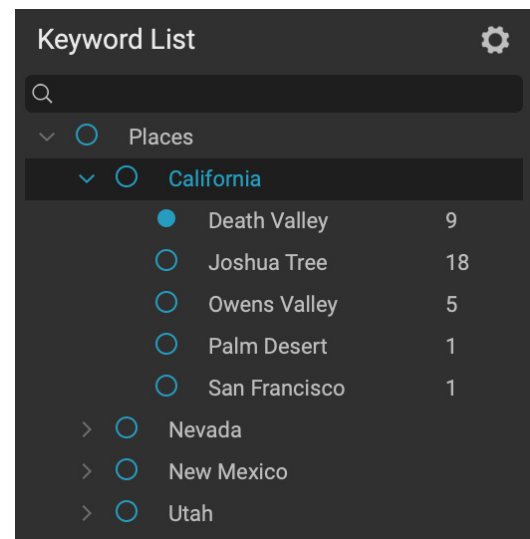 Keyword List
Places
California
Death Valley 9
Joshua Tree 18
Owens Valley 5
Palm Desert 1
San Francisco 1
Nevada
New Mexico
Utah